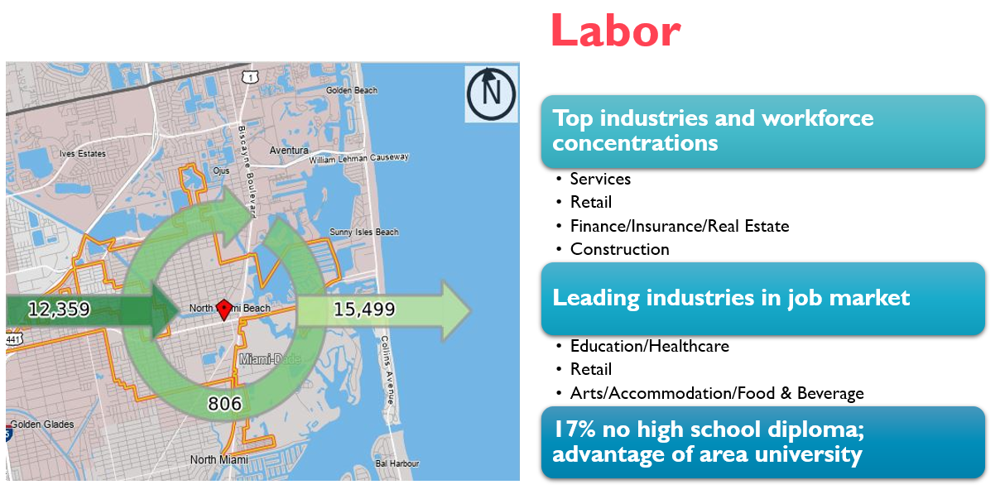 Labor
1
N
Golden Beach
Biscayne Boulevard
Ives Estates
Aventura
William Lehman Causeway
Ojus
Sunny Isles Beach
12,359
North mi Beach
15,499
441
Miami-Dade
Collins Avenue
806
Golden Glades
North Miami
Bal Harbour
Top industries and workforce
concentrations
• Services
• Retail
• Finance/Insurance/Real Estate
• Construction
Leading industries in job market
• Education/Healthcare
• Retail
• Arts/Accommodation/Food & Beverage
17% no high school diploma;
advantage of area university